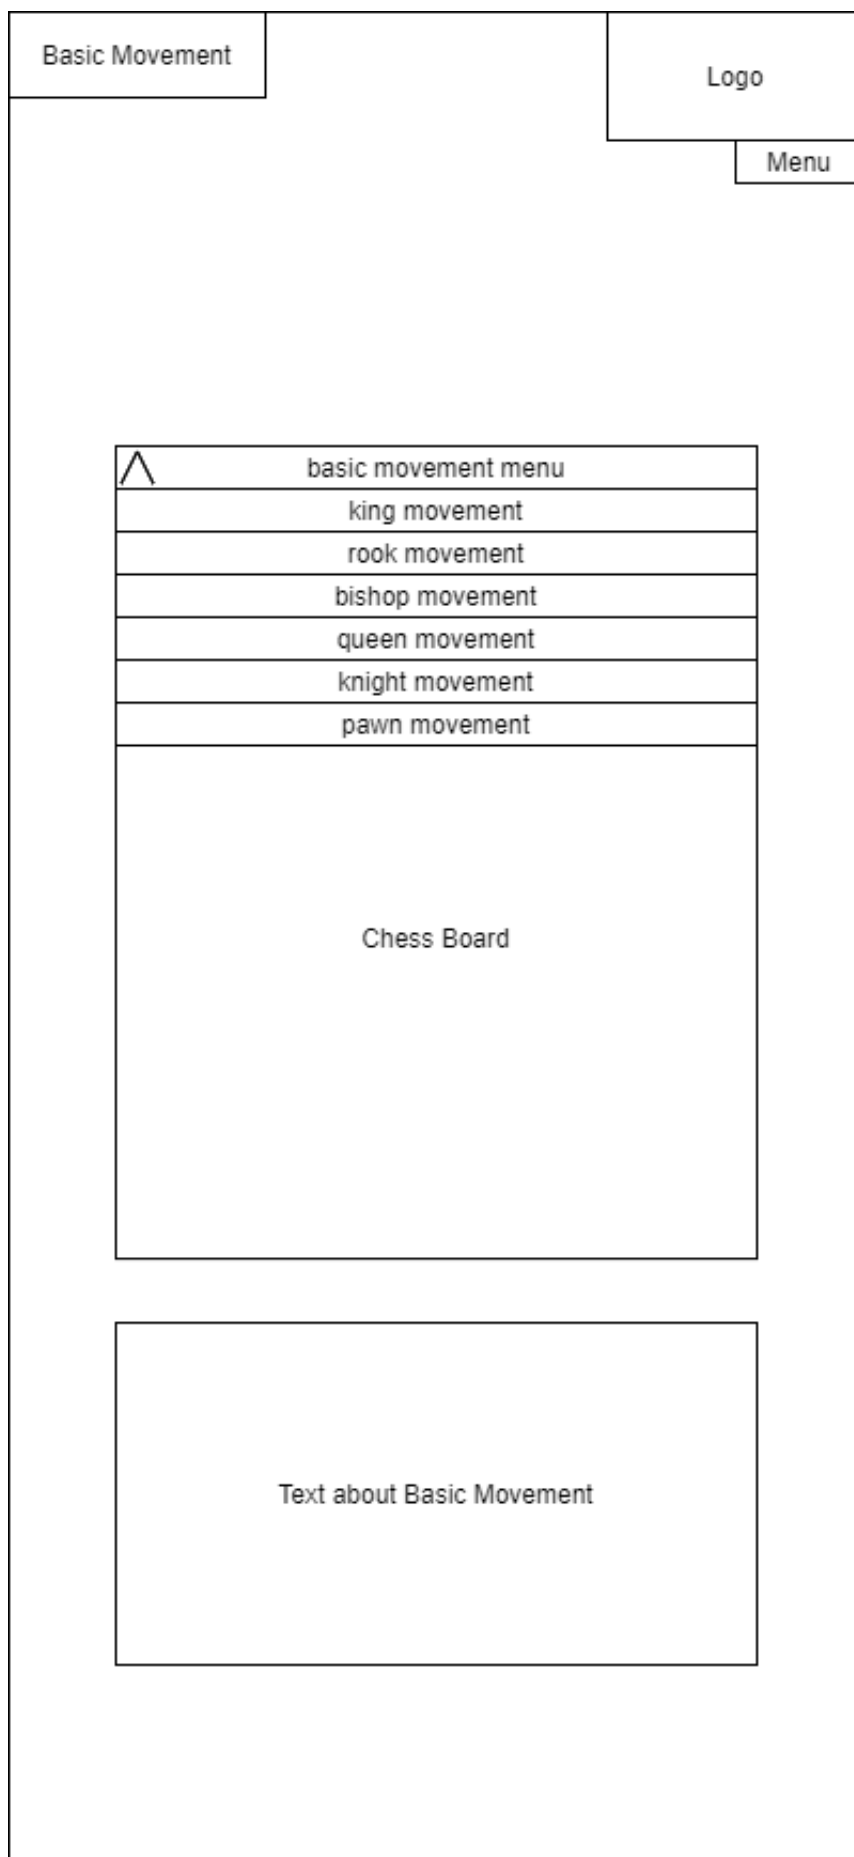 Basic Movement
Logo
Menu
basic movement menu
king movement
rook movement
bishop movement
queen movement
knight movement
pawn movement
Chess Board
Text about Basic Movement